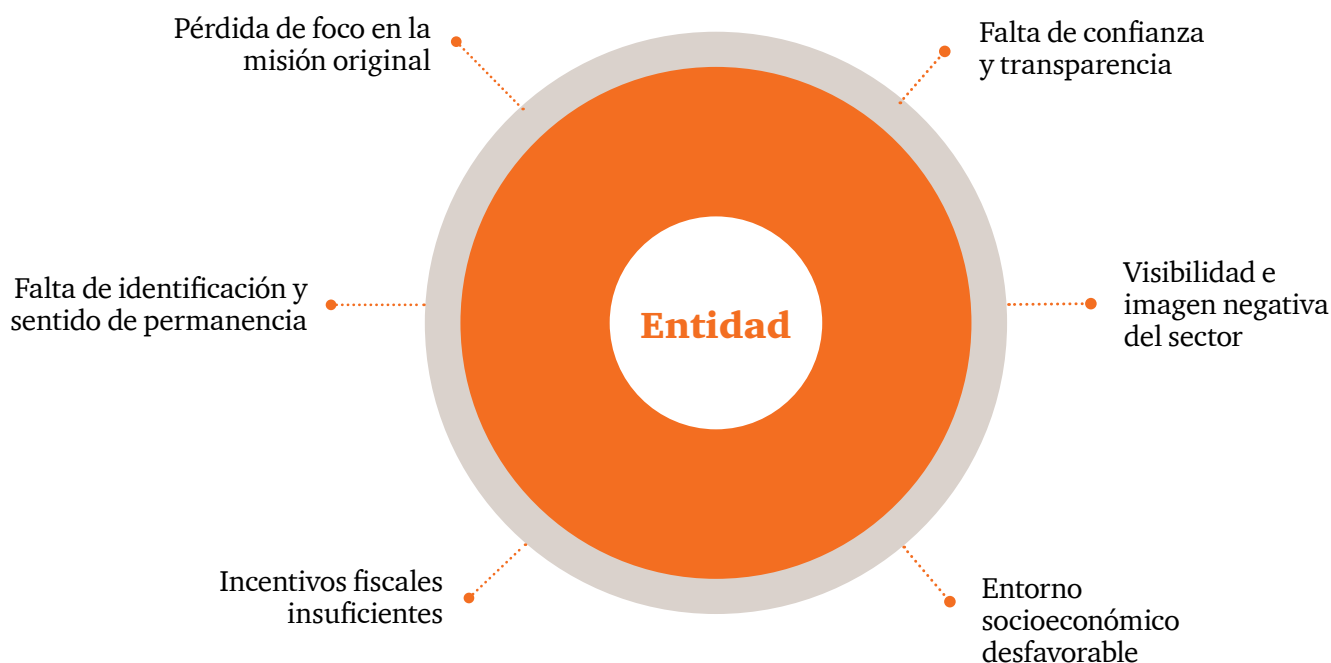 Pérdida de foco en la
misión original
Falta de confianza
y transparencia
Falta de identificación y
sentido de permanencia
Entidad
Visibilidad e
imagen negativa
del sector
Incentivos fiscales
insuficientes
Entorno
socioeconómico
desfavorable